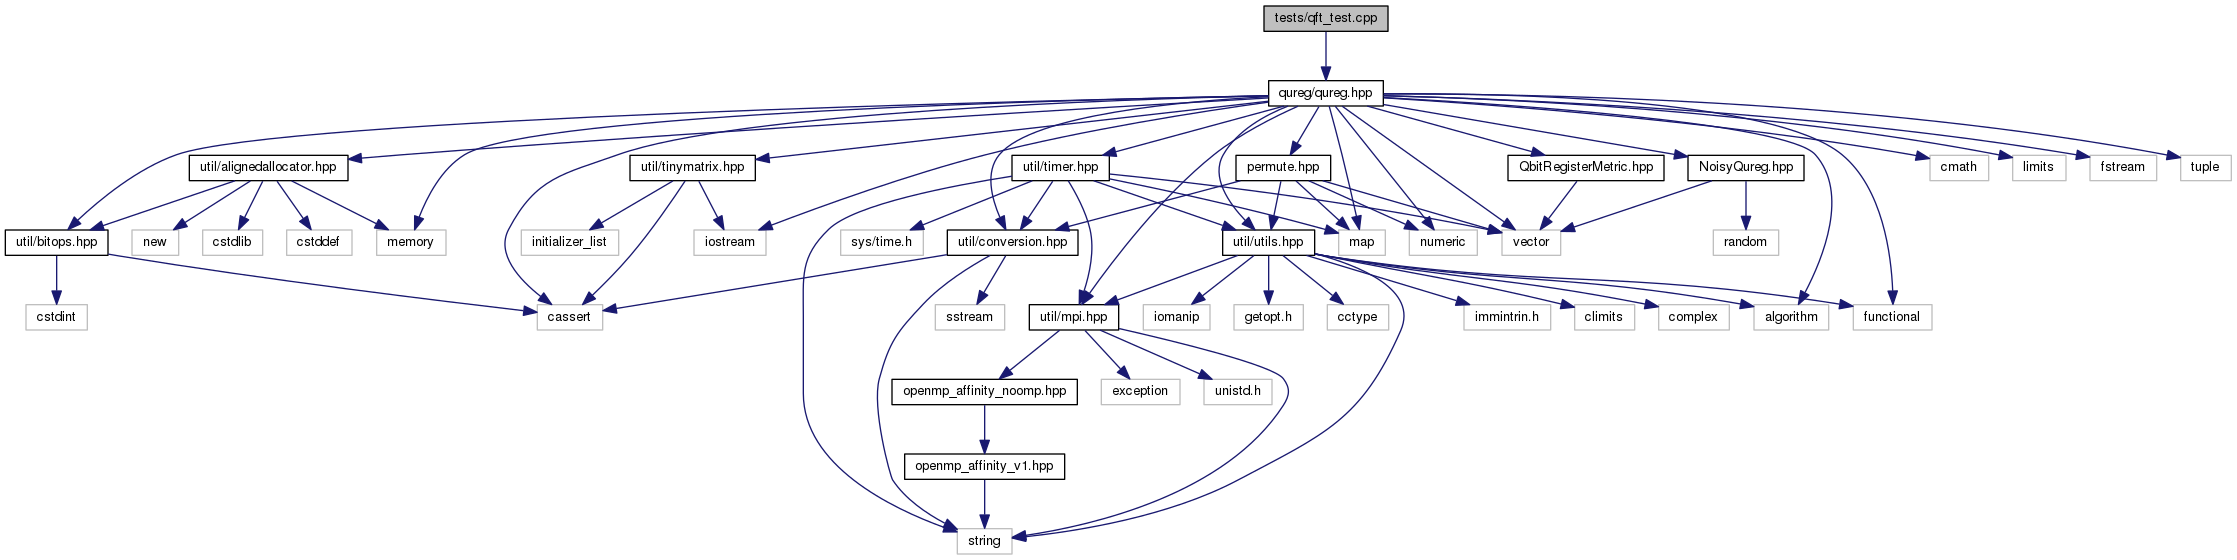 tests/qft_test.cpp
qureg/qureg.hpp
util/alignedallocator.hpp
util/tinymatrix.hpp
util/timer.hpp
permute.hpp
QbitRegisterMetric.hpp
NoisyQureg.hpp
cmath
limits
fstream
tuple
util/bitops.hpp
new
cstdlib
cstddef
memory
initializer_list
iostream
sys/time.h
util/conversion.hpp
util/utils.hpp
map
numeric
vector
random
cstdint
cassert
sstream
util/mpi.hpp
iomanip
getopt.h
cctype
immintrin.h
climits
complex
algorithm
functional
openmp_affinity_noomp.hpp
exception
unistd.h
openmp_affinity_v1.hpp
string